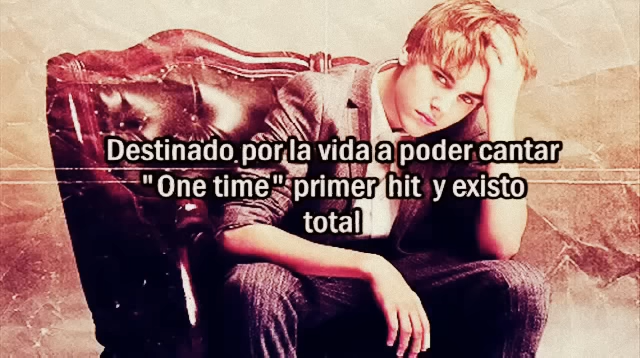 Destinado por la vida a poder cantar
"One time" primer hit y existo
total